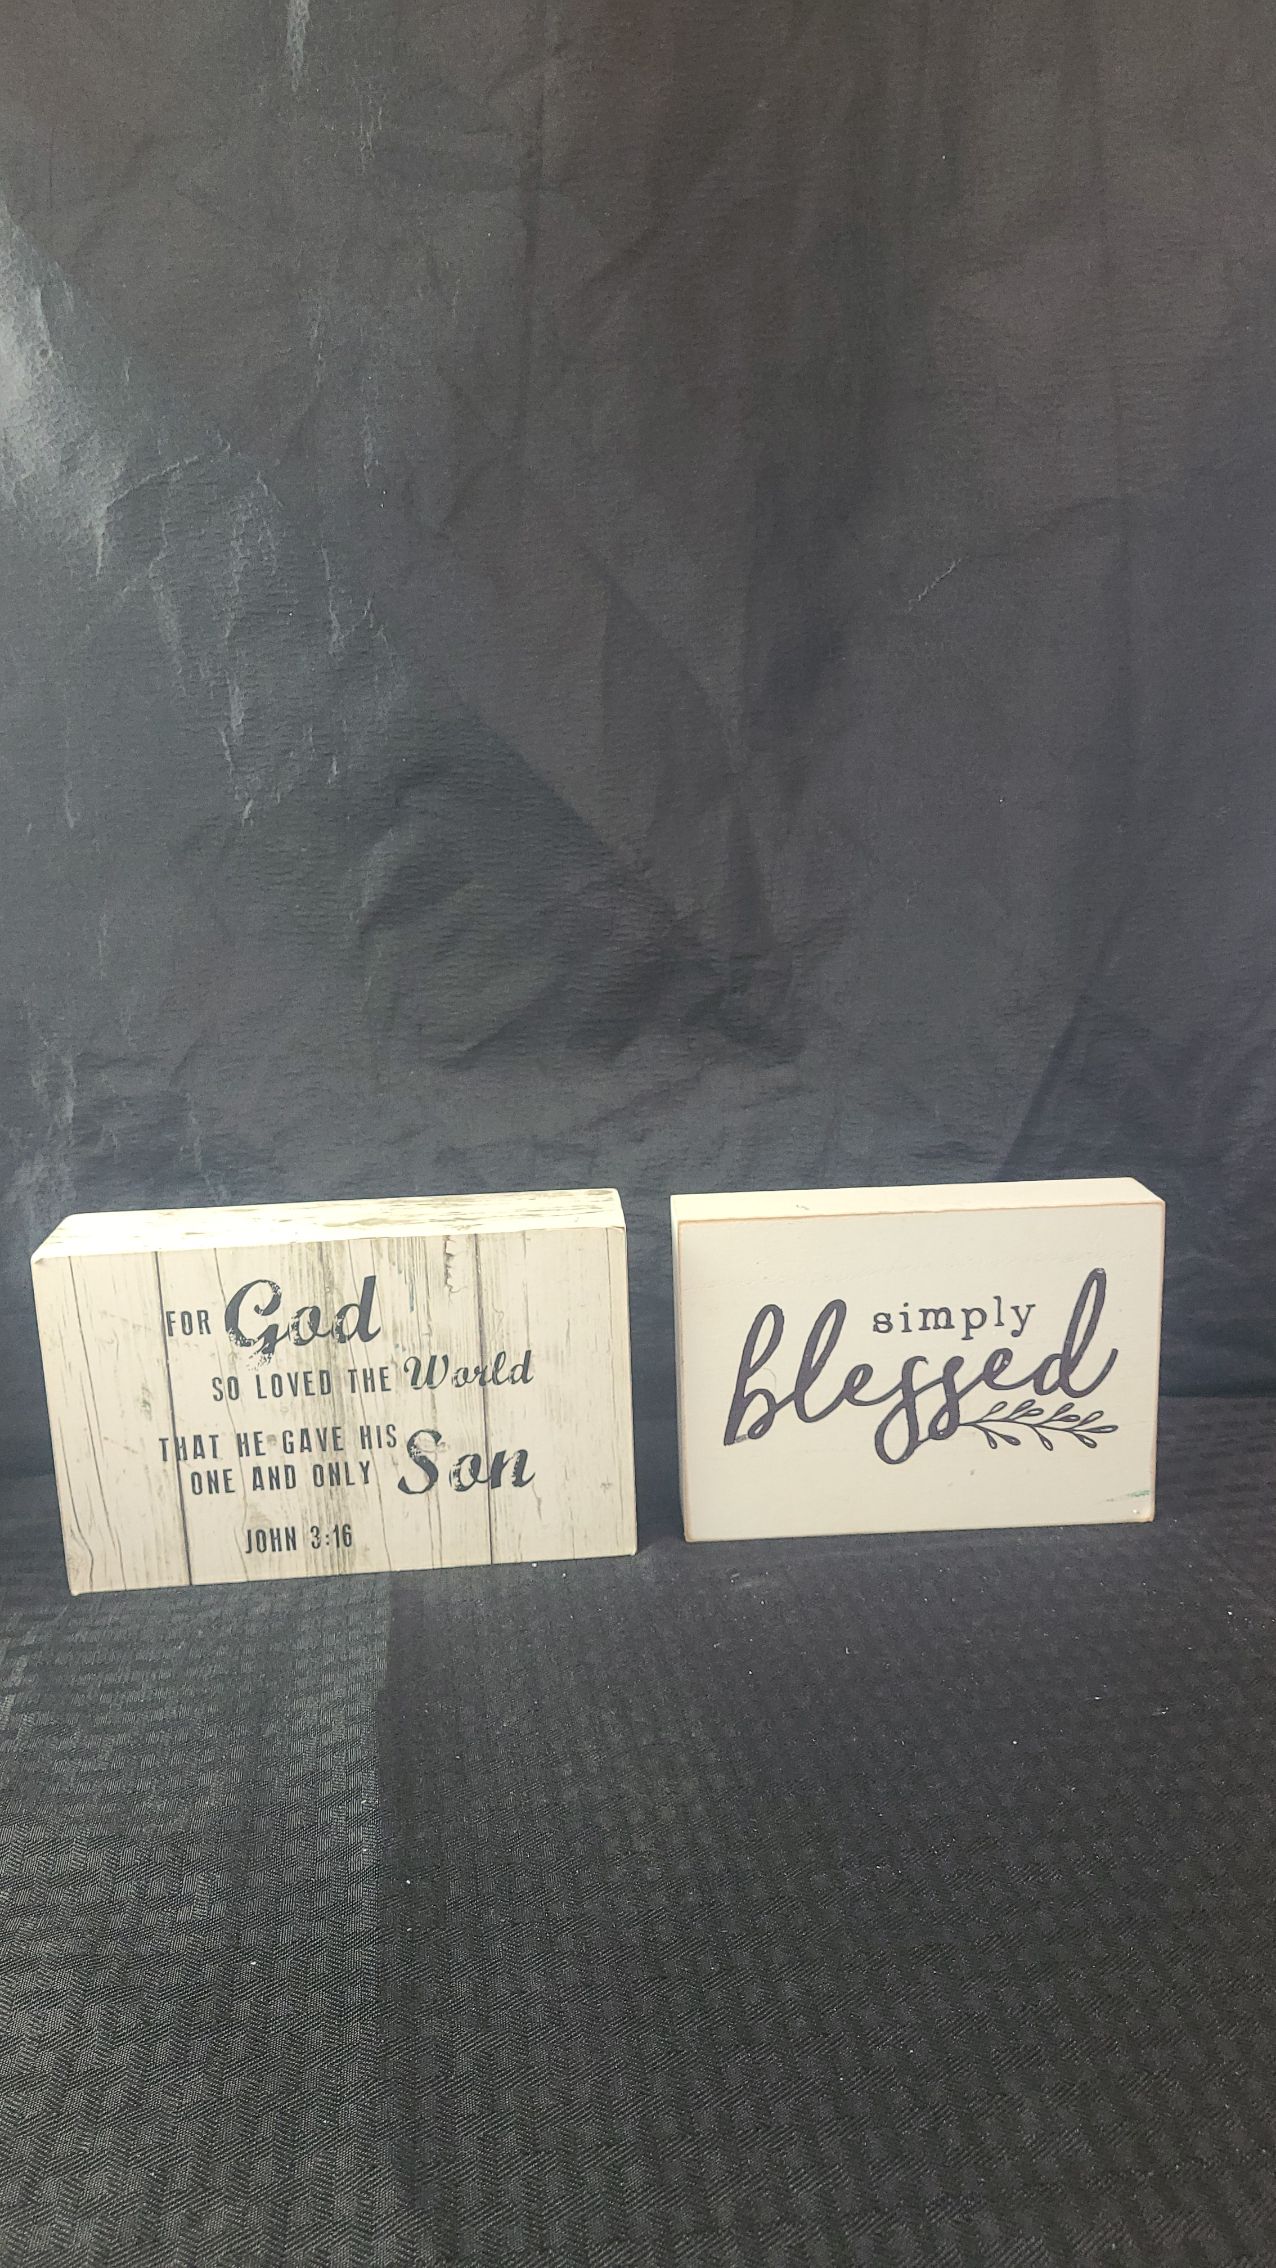 FOR God
SO LOVED THE World
THAT HE GAVE HIS
ONE AND ONLY Son
JOHN 3:16
simply
blessed